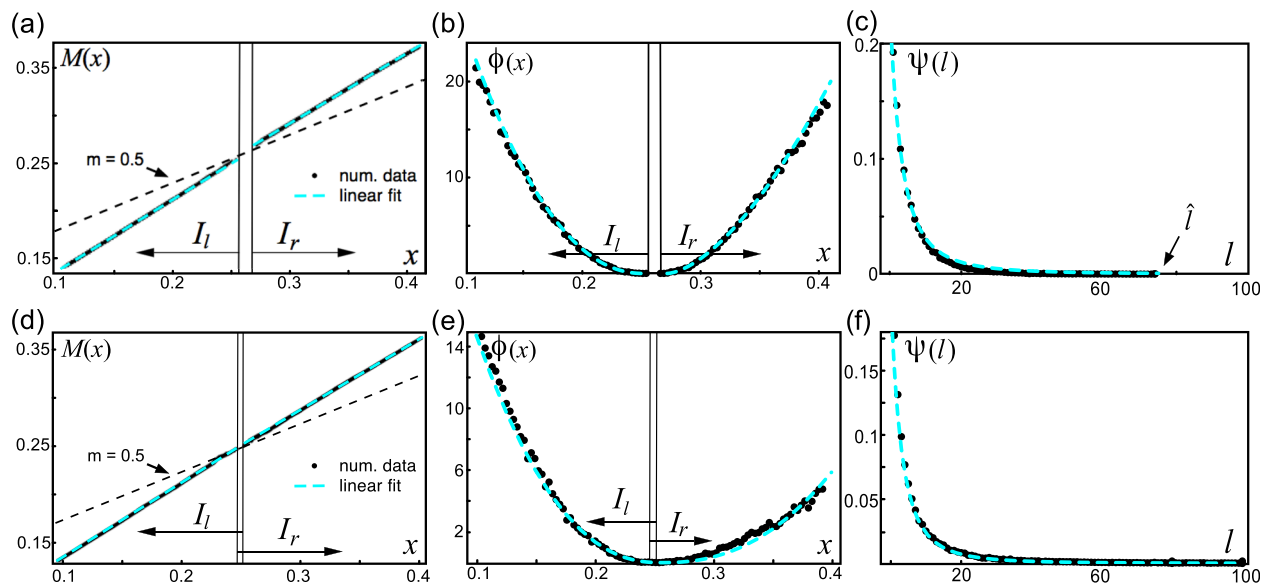 (a)
M(x)
0.35
0.25
0.15
m = 0.5
num. data
linear fit
I_l
I_r
x
0.1
0.2
0.3
0.4
(b)
ϕ(x)
20
10
0
I_l
I_r
x
0.1
0.2
0.3
0.4
(c)
ψ(l)
0.2
0.1
0
l̂
l
20
60
100
(d)
M(x)
0.35
0.25
0.15
m = 0.5
num. data
linear fit
I_l
I_r
x
0.1
0.2
0.3
0.4
(e)
ϕ(x)
14
10
6
2
I_l
I_r
x
0.1
0.2
0.3
0.4
(f)
ψ(l)
0.15
0.1
0.05
l
20
60
100